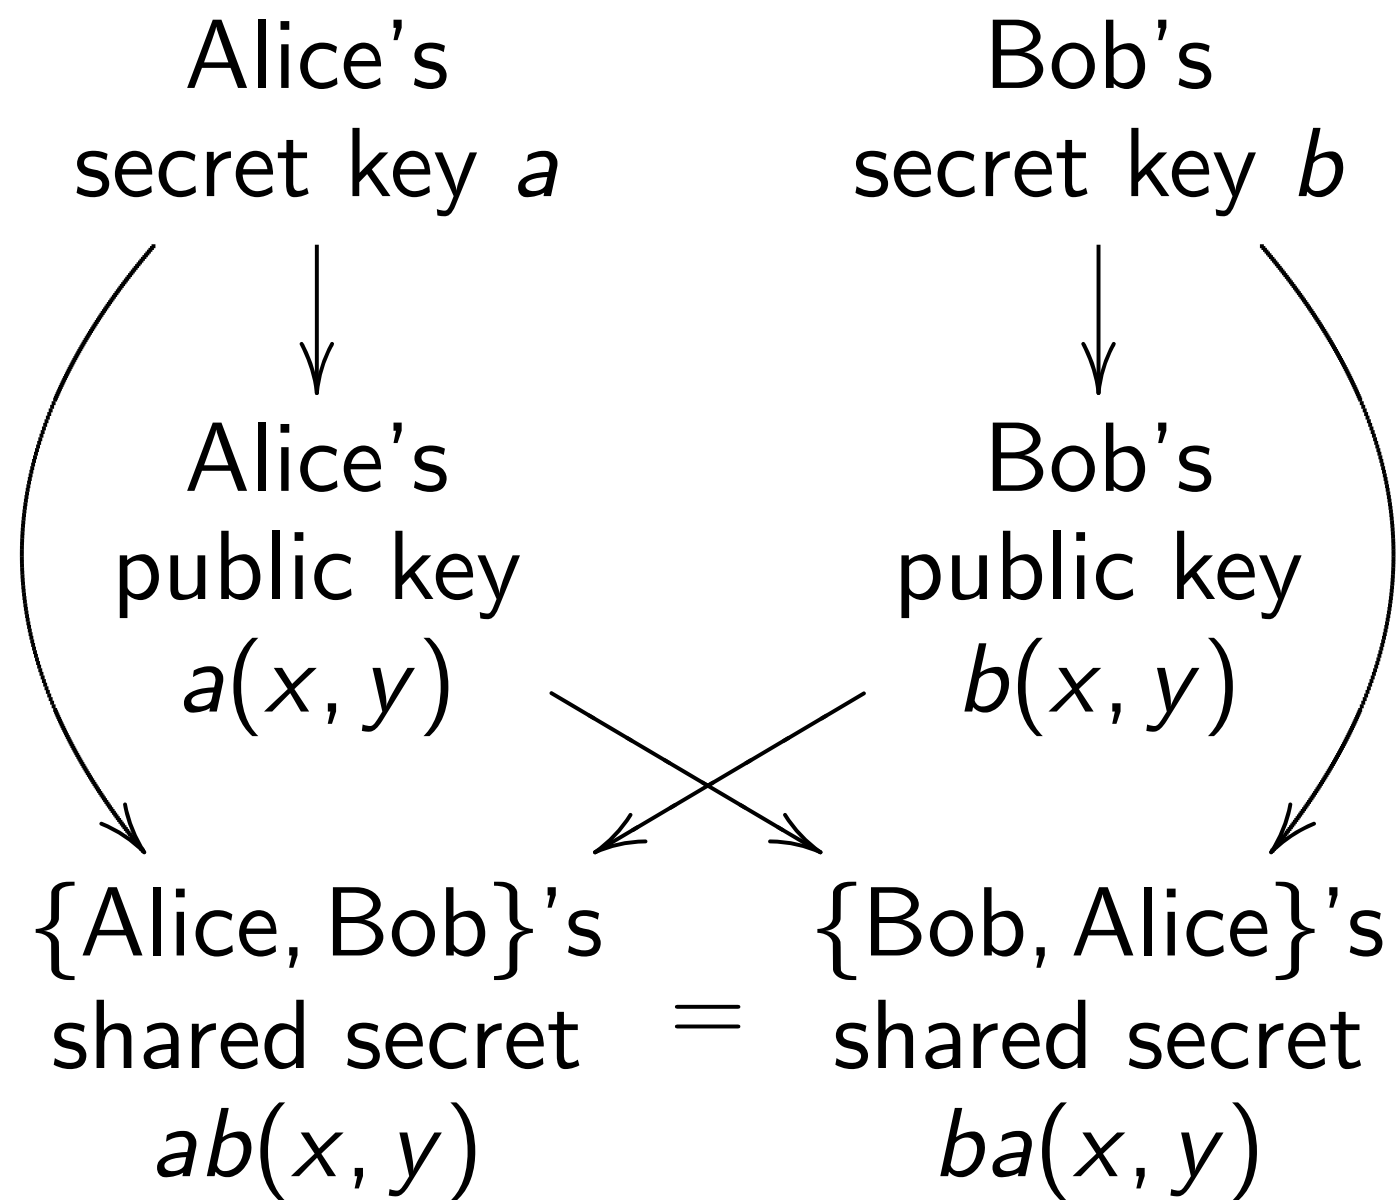 Alice’s
secret key a
Bob’s
secret key b
Alice’s
public key
a(x, y)
Bob’s
public key
b(x, y)
{Alice, Bob}’s
shared secret
ab(x, y)
=
{Bob, Alice}’s
shared secret
ba(x, y)